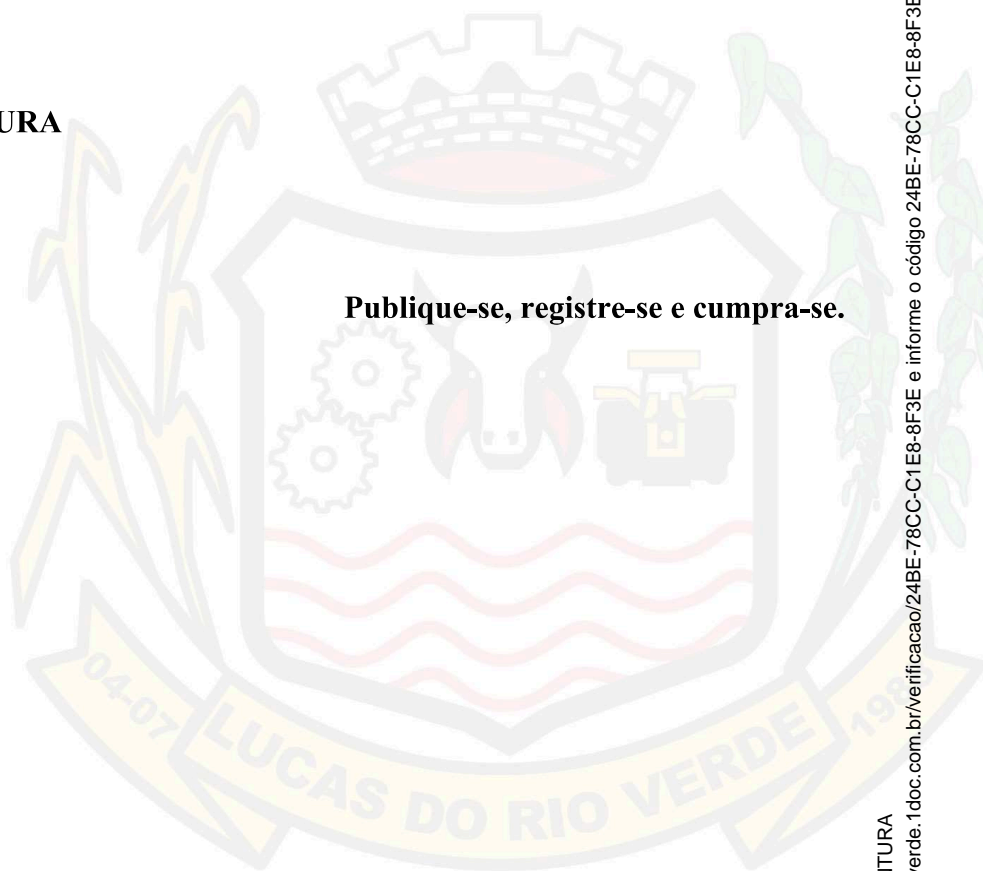 URA
Publique-se, registre-se e cumpra-se.
04-07
LUCAS DO RIO VERDE
ITURA
verde.1doc.com.br/verificacao/24BE-78CC-C1E8-8F3E e informe o código 24BE-78CC-C1E8-8F3E